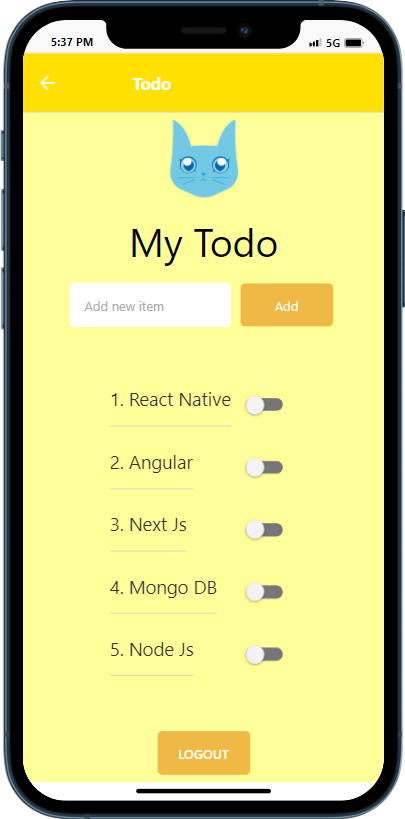 5:37 PM 5G
Todo
My Todo
Add new item Add
1. React Native
2. Angular
3. Next Js
4. Mongo DB
5. Node Js
LOGOUT